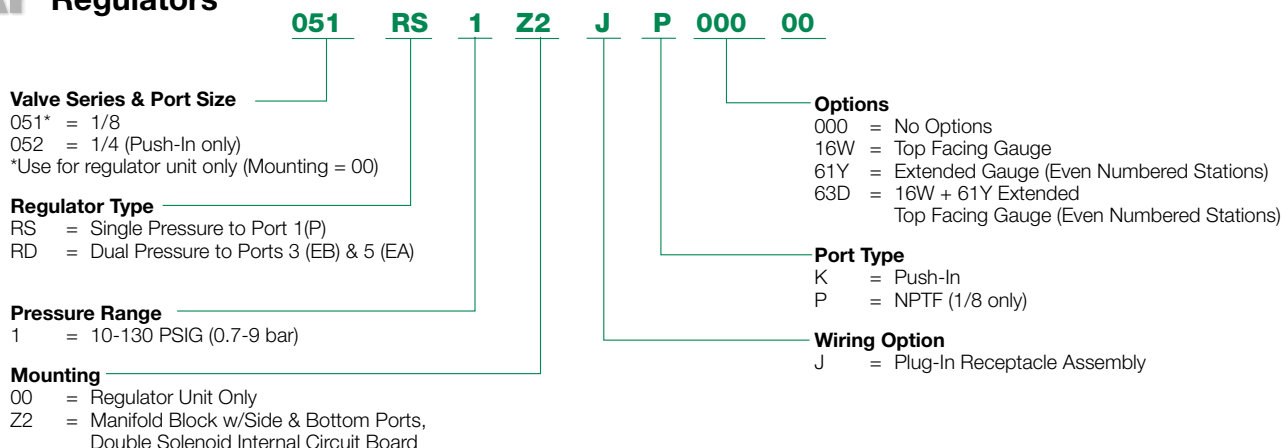 Regulators
051 RS 1 Z2 J P 000 00
Valve Series & Port Size
051* = 1/8
052 = 1/4 (Push-In only)
*Use for regulator unit only (Mounting = 00)
Regulator Type
RS = Single Pressure to Port 1(P)
RD = Dual Pressure to Ports 3 (EB) & 5 (EA)
Pressure Range
1 = 10-130 PSIG (0.7-9 bar)
Mounting
00 = Regulator Unit Only
Z2 = Manifold Block w/Side & Bottom Ports,
Double Solenoid Internal Circuit Board
Options
000 = No Options
16W = Top Facing Gauge
61Y = Extended Gauge (Even Numbered Stations)
63D = 16W + 61Y Extended
Top Facing Gauge (Even Numbered Stations)
Port Type
K = Push-In
P = NPTF (1/8 only)
Wiring Option
J = Plug-In Receptacle Assembly